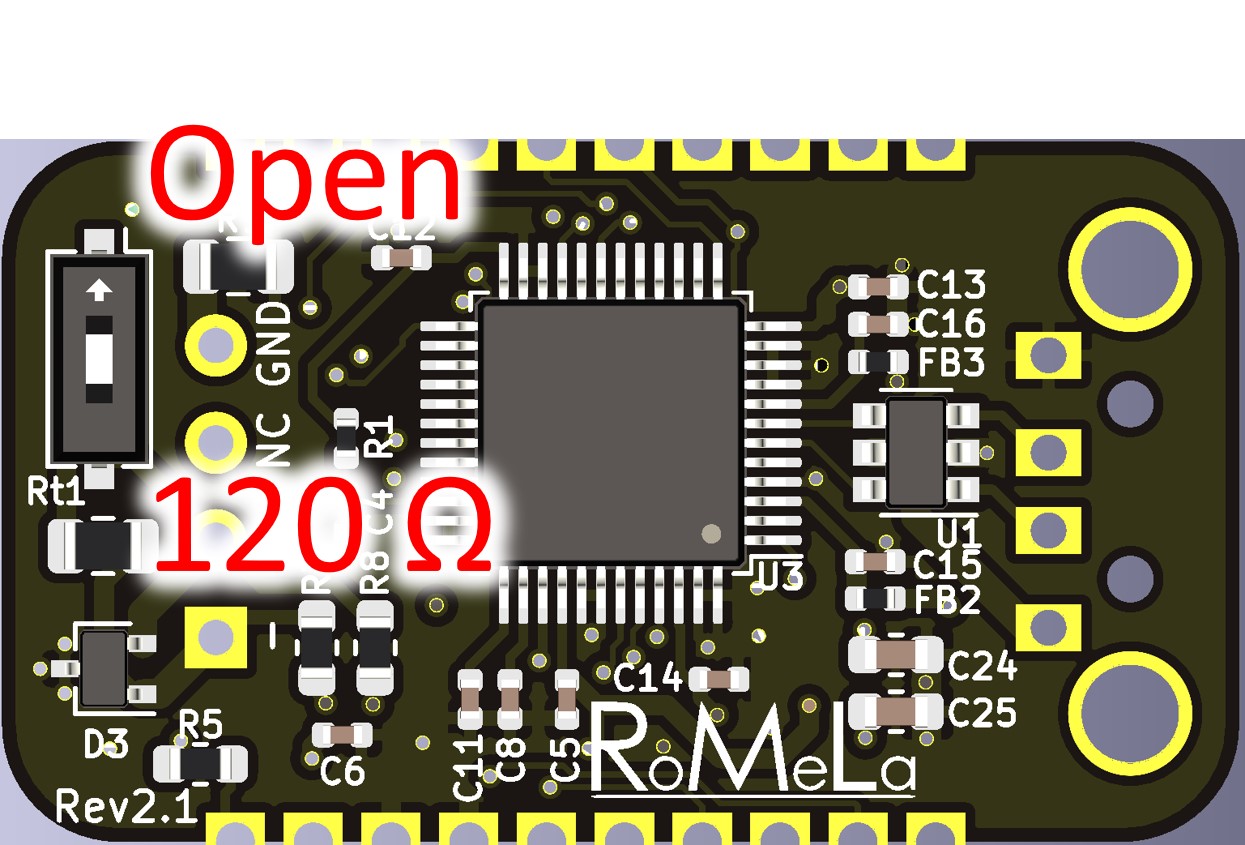 Open
C12
C13
C16
FB3
GND
NC
R1
Rt1
120 Ω
C4
R8
U1
U3
C15
FB2
C14
C24
C25
D3
R5
C6
C11
C8
C5
RoMeLa
Rev2.1